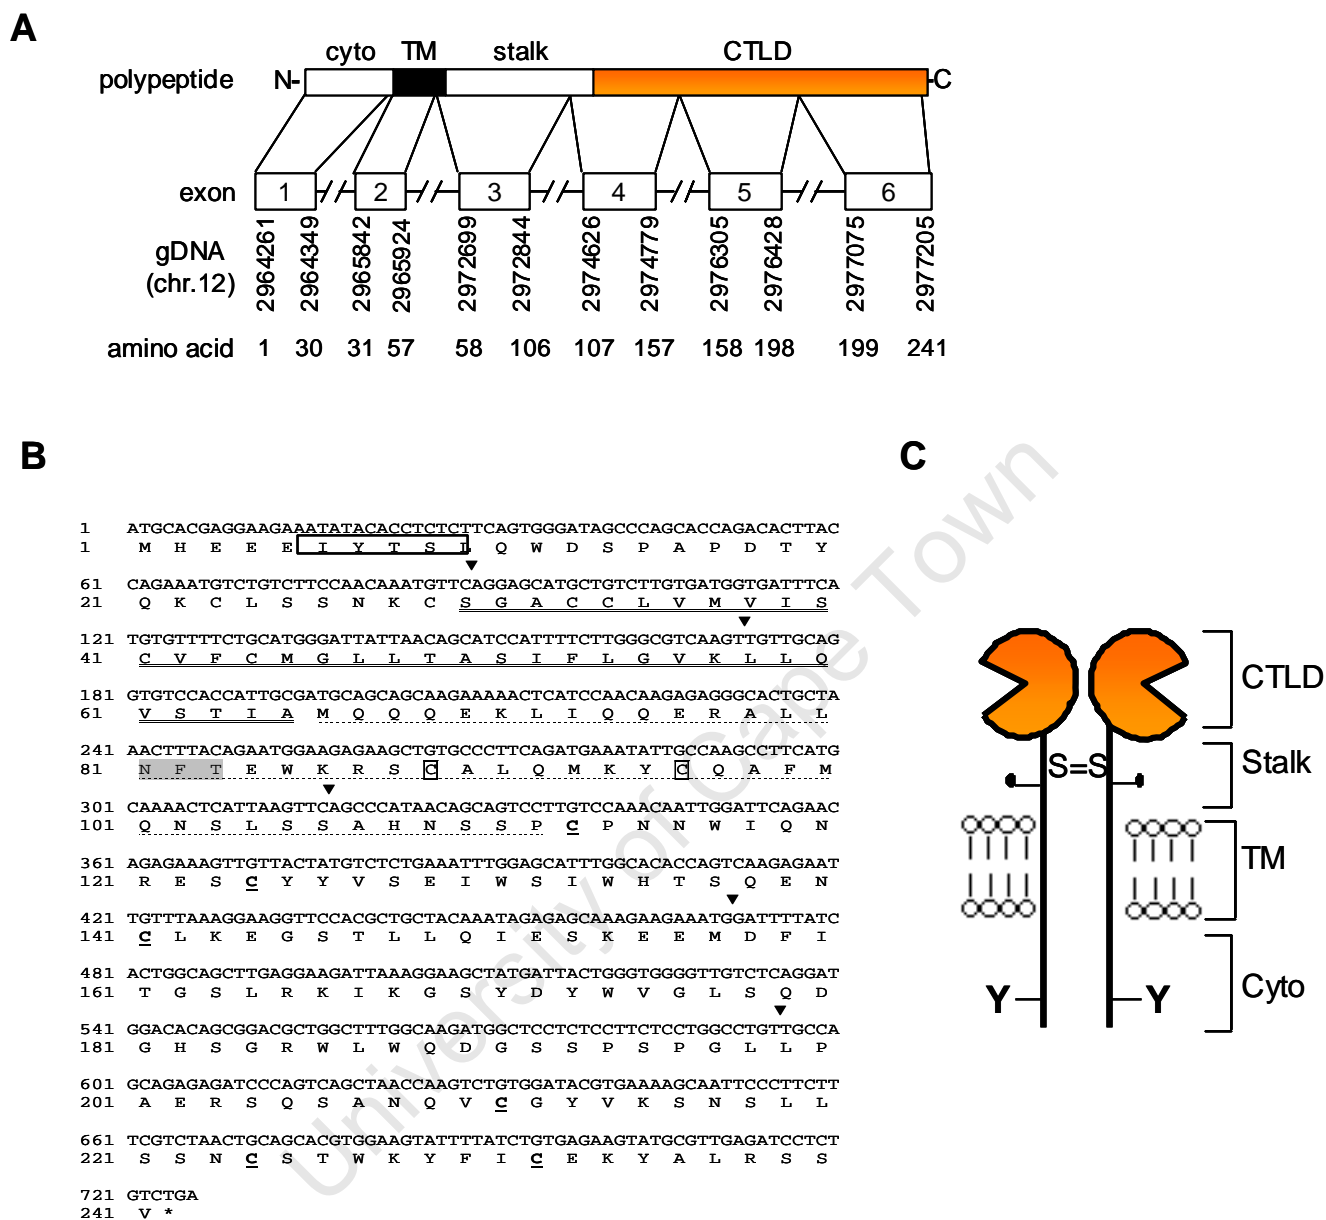 A
cyto TM stalk CTLD
polypeptide N- -C
exon 1 2 3 4 5 6
gDNA
(chr.12)
2964261 2964349 2965842 2965924 2972699 2972844 2974626 2974779 2976305 2976428 2977075 2977205
amino acid 1 30 31 57 58 106 107 157 158 198 199 241
B
1 ATGCACGAGGAAGAAATATACACCTCTCTTCAGTGGGATAGCCCAGCACCAGACACTTAC
1 M H E E E I Y T S L Q W D S P A P D T Y
61 CAGAAATGTCTGTCTTCCAACAAATGTTCAGGAGCATGCTGTCTTGTGATGGTGATTTCA
21 Q K C L S S N K C S G A C C L V M V I S
121 TGTGTTTTCTGCATGGGATTATTAACAGCATCCATTTTCTTGGGCGTCAAGTTGTTGCAG
41 C V F C M G L L T A S I F L G V K L L Q
181 GTGTCCACCATTGCGATGCAGCAGCAAGAAAAACTCATCCAACAAGAGAGGGCACTGCTA
61 V S T I A M Q Q Q E K L I Q Q E R A L L
241 AACTTTACAGAATGGAAGAGAAGCTGTGCCCTTCAGATGAAATATTGCCAAGCCTTCATG
81 N F T E W K R S C A L Q M K Y C Q A F M
301 CAAAACTCATTAAGTTCAGCCCATAACAGCAGTCCTTGTCCAAACAATTGGATTCAGAAC
101 Q N S L S S A H N S S P C P N N W I Q N
361 AGAGAAAGTTGTTACTATGTCTCTGAAATTTGGAGCATTTGGCACACCAGTCAAGAGAAT
121 R E S C Y Y V S E I W S I W H T S Q E N
421 TGTTTAAAGGAAGGTTCCACGCTGCTACAAATAGAGAGCAAAGAAGAAATGGATTTTATC
141 C L K E G S T L L Q I E S K E E M D F I
481 ACTGGCAGCTTGAGGAAGATTAAAGGAAGCTATGATTACTGGGTGGGGTTGTCTCAGGAT
161 T G S L R K I K G S Y D Y W V G L S Q D
541 GGACACAGCGGACGCTGGCTTTGGCAAGATGGCTCCTCTCCTTCTCCTGGCCTGTTGCCA
181 G H S G R W L W Q D G S S P S P G L L P
601 GCAGAGAGATCCCAGTCAGCTAACCAAGTCTGTGGATACGTGAAAAGCAATTCCCTTCTT
201 A E R S Q S A N Q V C G Y V K S N S L L
661 TCGTCTAACTGCAGCACGTGGAAGTATTTTATCTGTGAGAAGTATGCGTTGAGATCCTCT
221 S S N C S T W K Y F I C E K Y A L R S S
721 GTCTGA
241 V *
C
CTLD
S=S
Stalk
TM
Y Y
Cyto
University of Cape Town